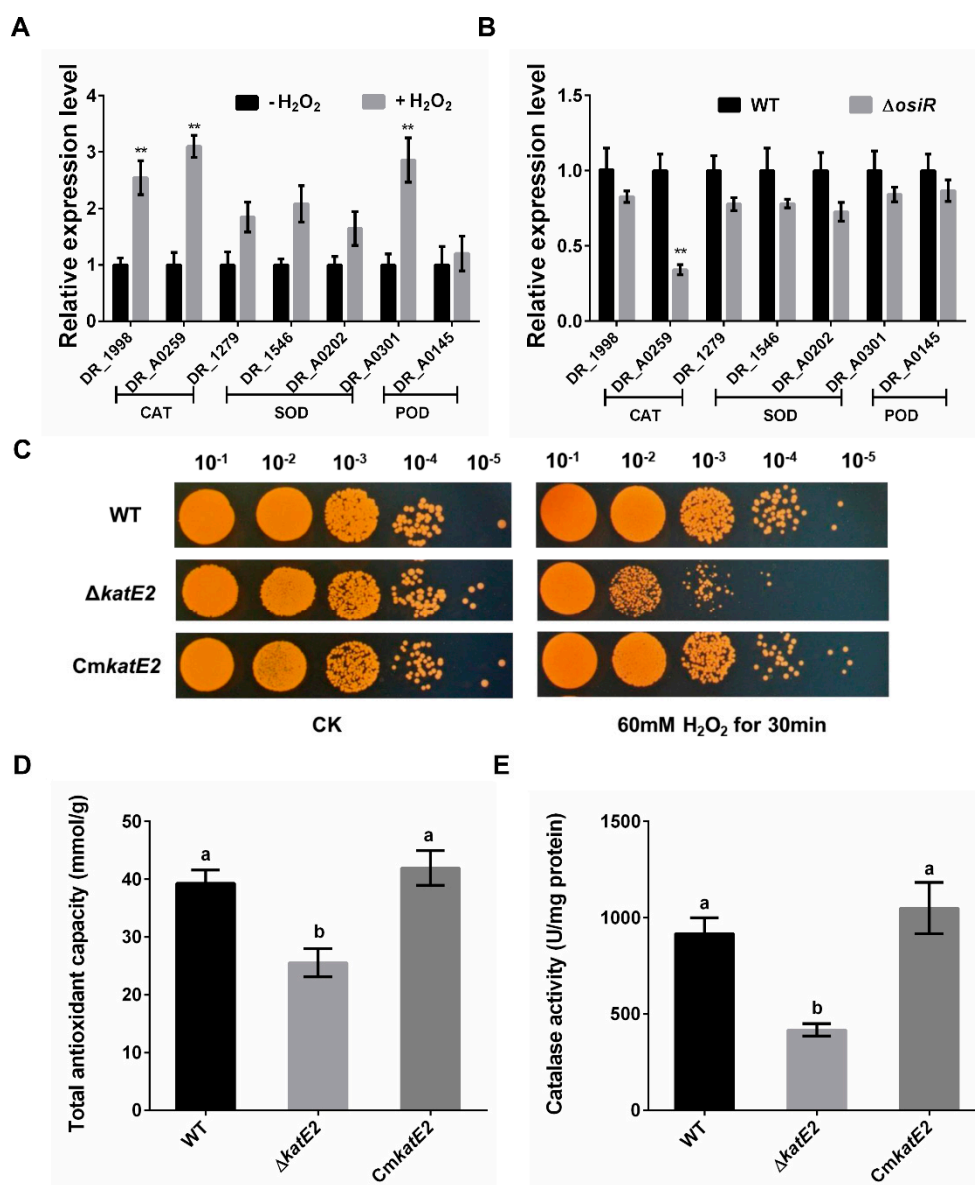 A
Relative expression level
4
3
2
1
0
- H₂O₂
+ H₂O₂
**
**
**
DR_1998
DR_A0259
DR_1279
DR_1546
DR_A0202
DR_A0301
DR_A0145
CAT
SOD
POD
B
Relative expression level
1.5
1.0
0.5
0.0
WT
ΔosiR
**
DR_1998
DR_A0259
DR_1279
DR_1546
DR_A0202
DR_A0301
DR_A0145
CAT
SOD
POD
C
10⁻¹ 10⁻² 10⁻³ 10⁻⁴ 10⁻⁵
10⁻¹ 10⁻² 10⁻³ 10⁻⁴ 10⁻⁵
WT
ΔkatE2
CmkatE2
CK
60mM H₂O₂ for 30min
D
Total antioxidant capacity (mmol/g)
50
40
30
20
10
0
a
b
a
WT
ΔkatE2
CmkatE2
E
Catalase activity (U/mg protein)
1500
1000
500
0
a
b
a
WT
ΔkatE2
CmkatE2